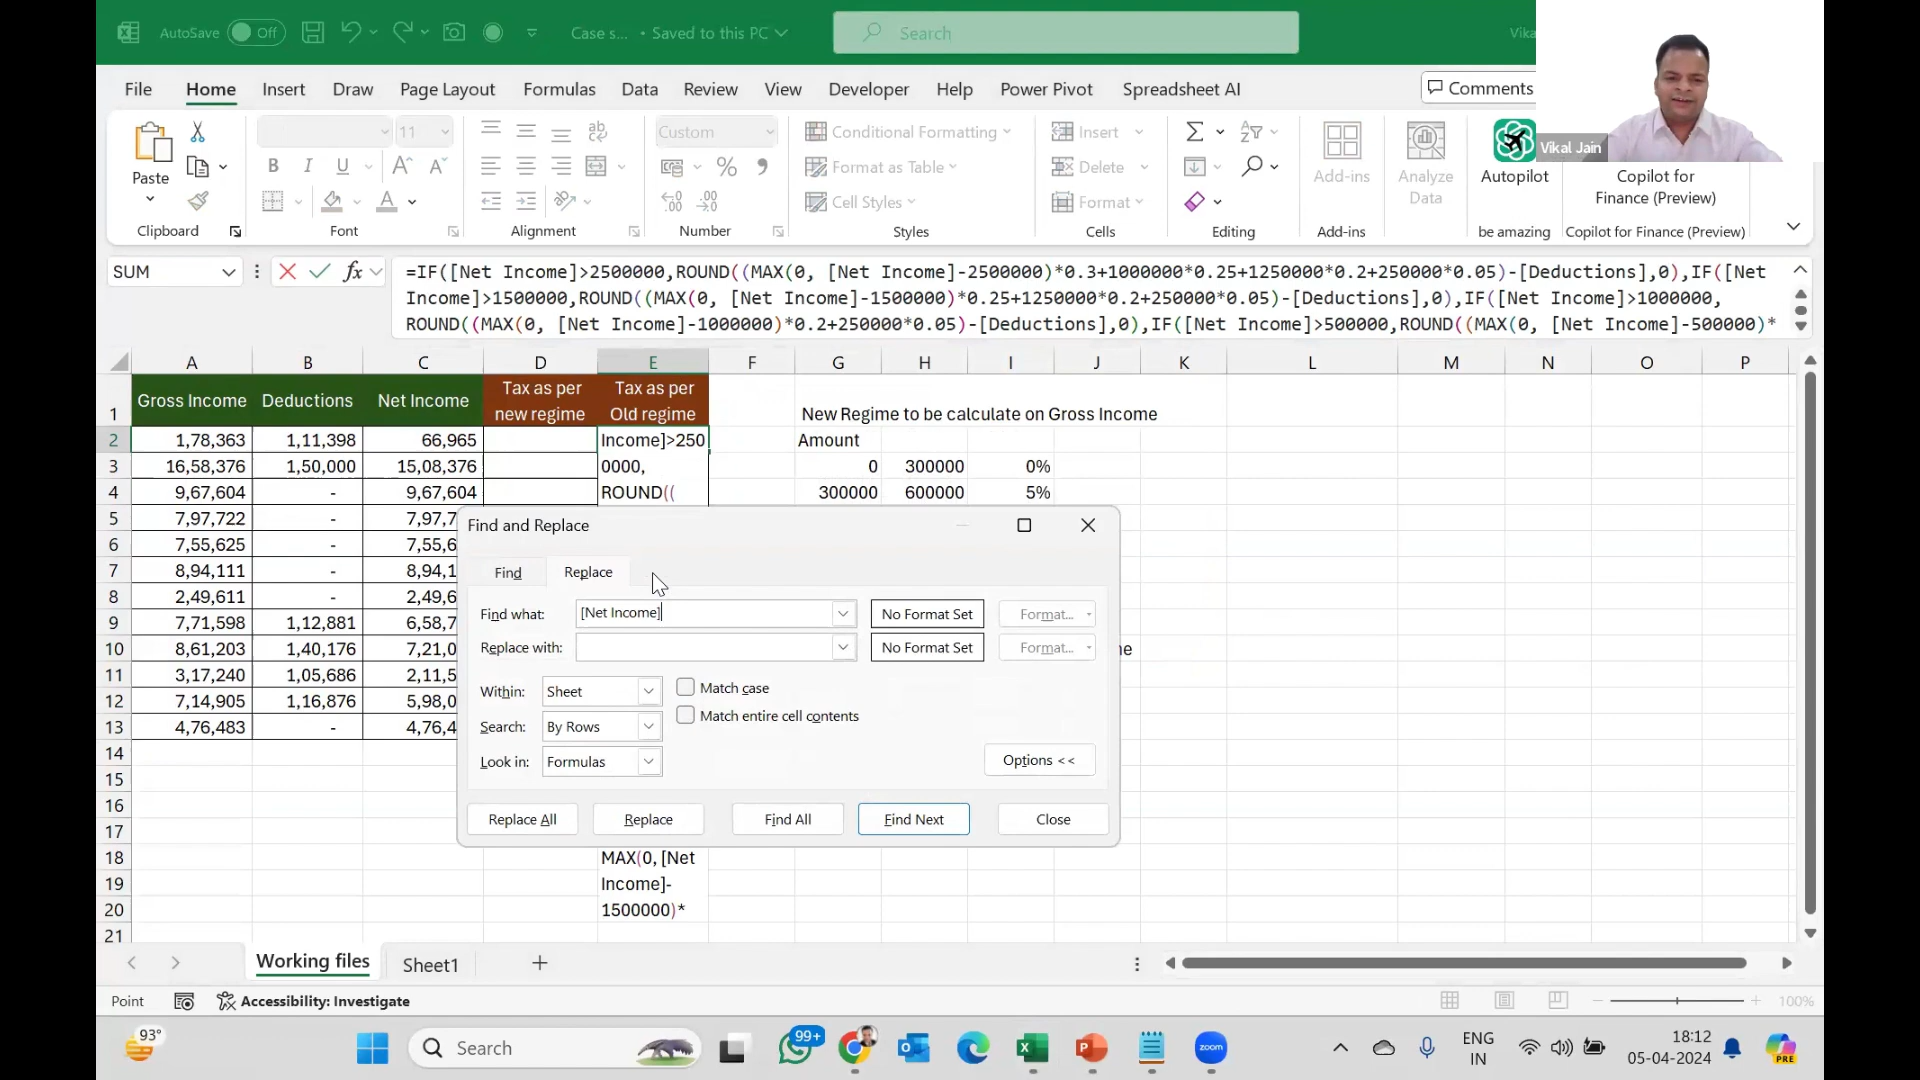 AutoSave Off Case s... • Saved to this PC Search Vika
File Home Insert Draw Page Layout Formulas Data Review View Developer Help Power Pivot Spreadsheet AI Comments
Vikal Jain
Custom Conditional Formatting Insert
Format as Table Delete
Cell Styles Format
Paste 11 B I U A A A % Add-ins Analyze Data Autopilot Copilot for Finance (Preview)
Clipboard Font Alignment Number Styles Cells Editing Add-ins be amazing Copilot for Finance (Preview)
SUM fx =IF([Net Income]>2500000,ROUND((MAX(0, [Net Income]-2500000)*0.3+1000000*0.25+1250000*0.2+250000*0.05)-[Deductions],0),IF([Net
Income]>1500000,ROUND((MAX(0, [Net Income]-1500000)*0.25+1250000*0.2+250000*0.05)-[Deductions],0),IF([Net Income]>1000000,
ROUND((MAX(0, [Net Income]-1000000)*0.2+250000*0.05)-[Deductions],0),IF([Net Income]>500000,ROUND((MAX(0, [Net Income]-500000)*
A B C D E F G H I J K L M N O P
1 Gross Income Deductions Net Income Tax as per new regime Tax as per Old regime New Regime to be calculate on Gross Income
2 1,78,363 1,11,398 66,965 Income]>250 Amount
3 16,58,376 1,50,000 15,08,376 0000, 0 300000 0%
4 9,67,604 - 9,67,604 ROUND(( 300000 600000 5%
5 7,97,722 - 7,97,7
6 7,55,625 - 7,55,6
7 8,94,111 - 8,94,1
8 2,49,611 - 2,49,6
9 7,71,598 1,12,881 6,58,7
10 8,61,203 1,40,176 7,21,0 ne
11 3,17,240 1,05,686 2,11,5
12 7,14,905 1,16,876 5,98,0
13 4,76,483 - 4,76,4
14
15
16
17
18 MAX(0, [Net
19 Income]-
20 1500000)*
21
Find and Replace
Find Replace
Find what: [Net Income] No Format Set Format...
Replace with: No Format Set Format...
Within: Sheet Match case
Search: By Rows Match entire cell contents
Look in: Formulas Options <<
Replace All Replace Find All Find Next Close
Working files Sheet1 +
Point Accessibility: Investigate 100%
93° Search 99+ zoom ENG IN 18:12 05-04-2024 PRE